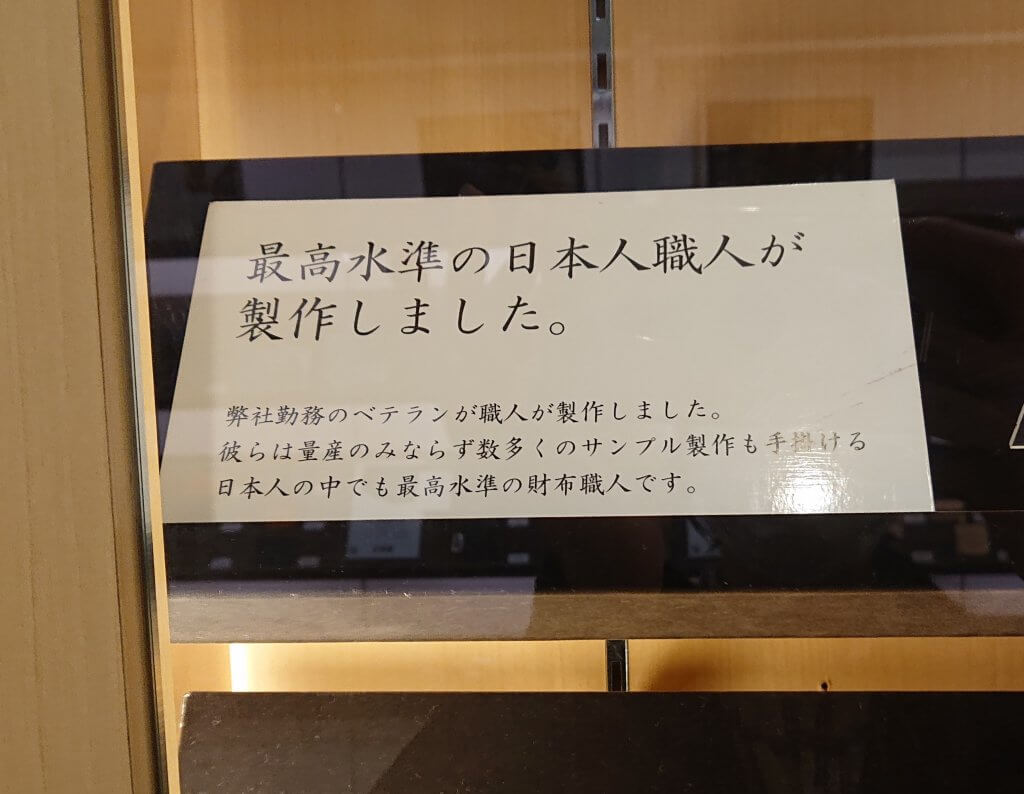 最高水準の日本人職人が
製作しました。
弊社勤務のベテランが職人が製作しました。
彼らは量産のみならず数多くのサンプル製作も手掛ける
日本人の中でも最高水準の財布職人です。